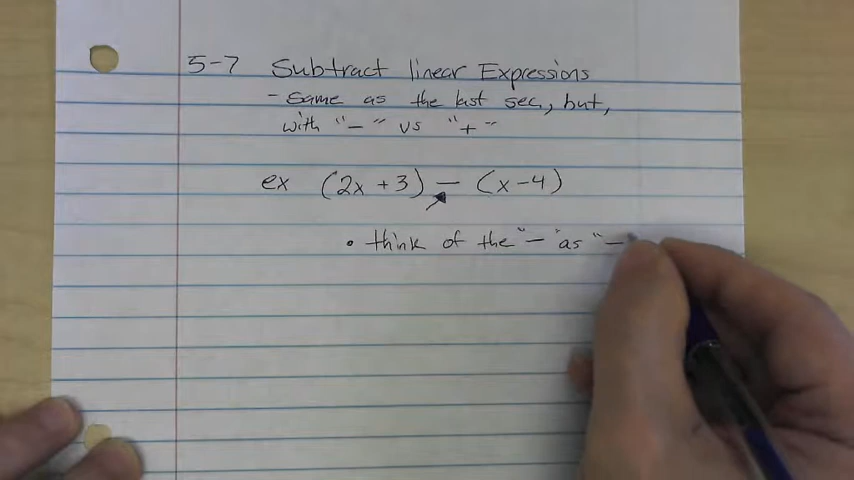 5-7 Subtract linear Expressions
- Same as the last sec, but,
with "-" vs "+"
ex (2x + 3) - (x - 4)
• think of the "-" as "-